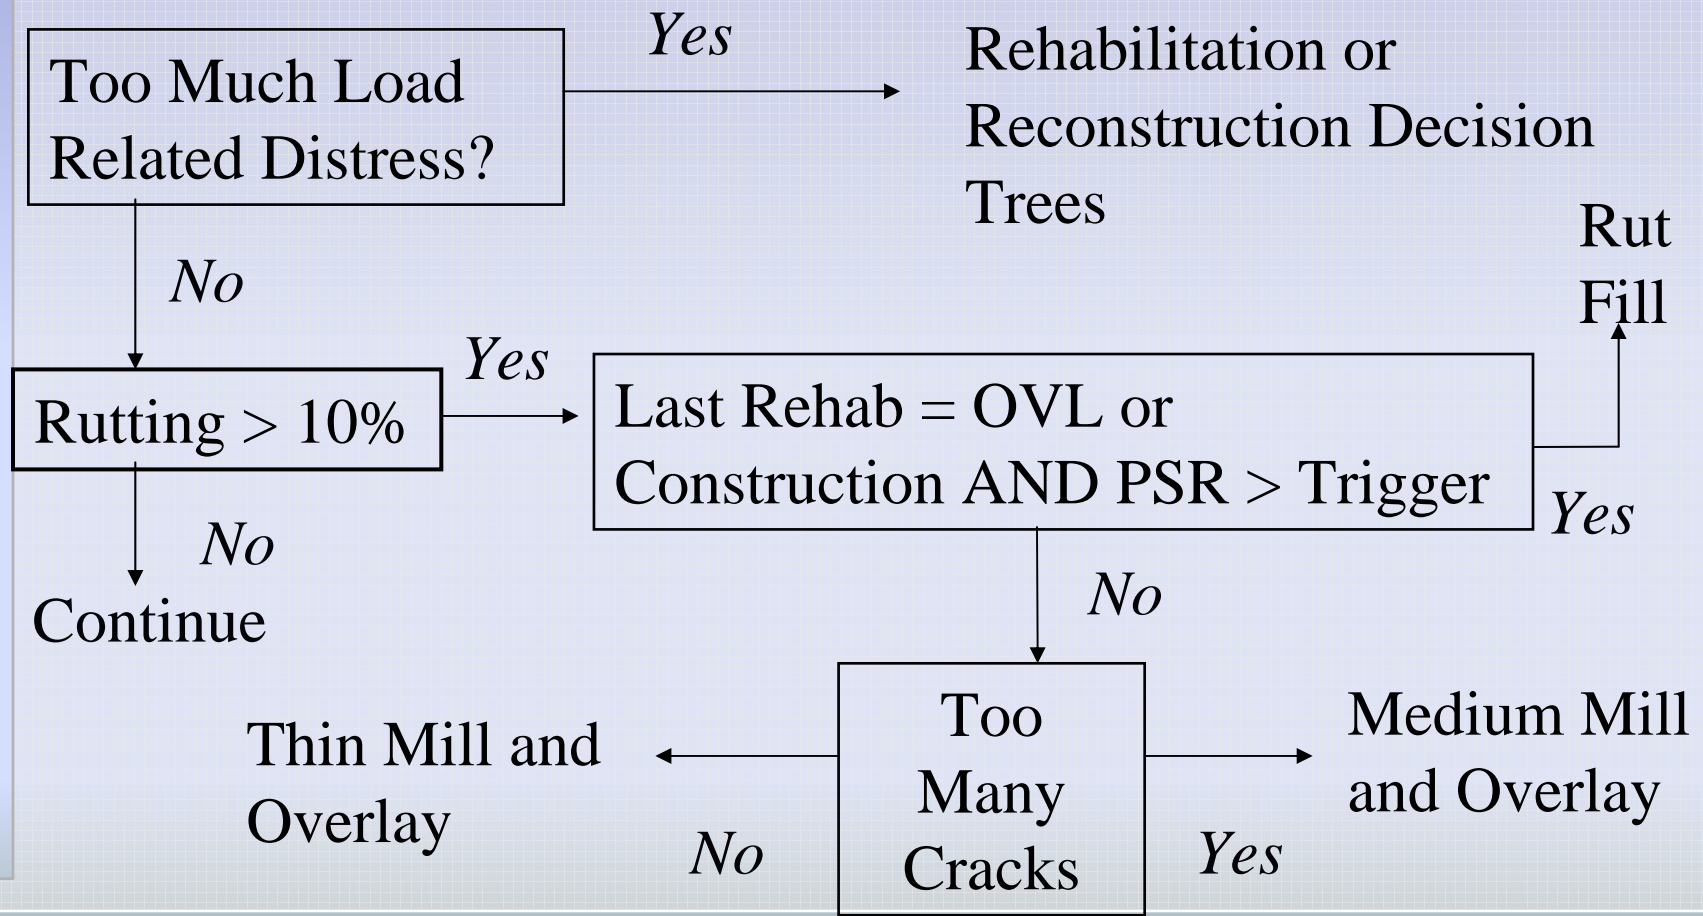 Too Much Load
Related Distress?
Yes
Rehabilitation or
Reconstruction Decision
Trees
No
Rutting > 10%
Yes
Last Rehab = OVL or
Construction AND PSR > Trigger
Yes
Rut
Fill
No
Continue
No
Too
Many
Cracks
No
Thin Mill and
Overlay
Yes
Medium Mill
and Overlay